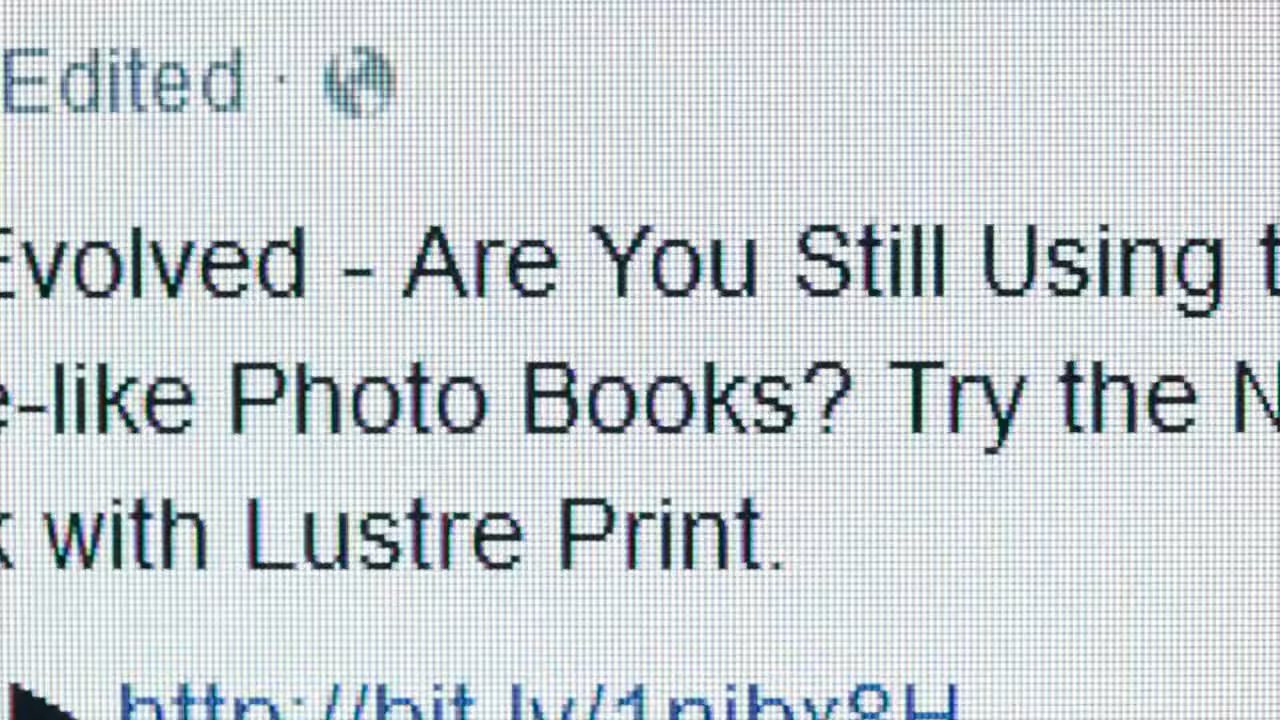 Edited ·
Evolved - Are You Still Using t
e-like Photo Books? Try the N
k with Lustre Print.